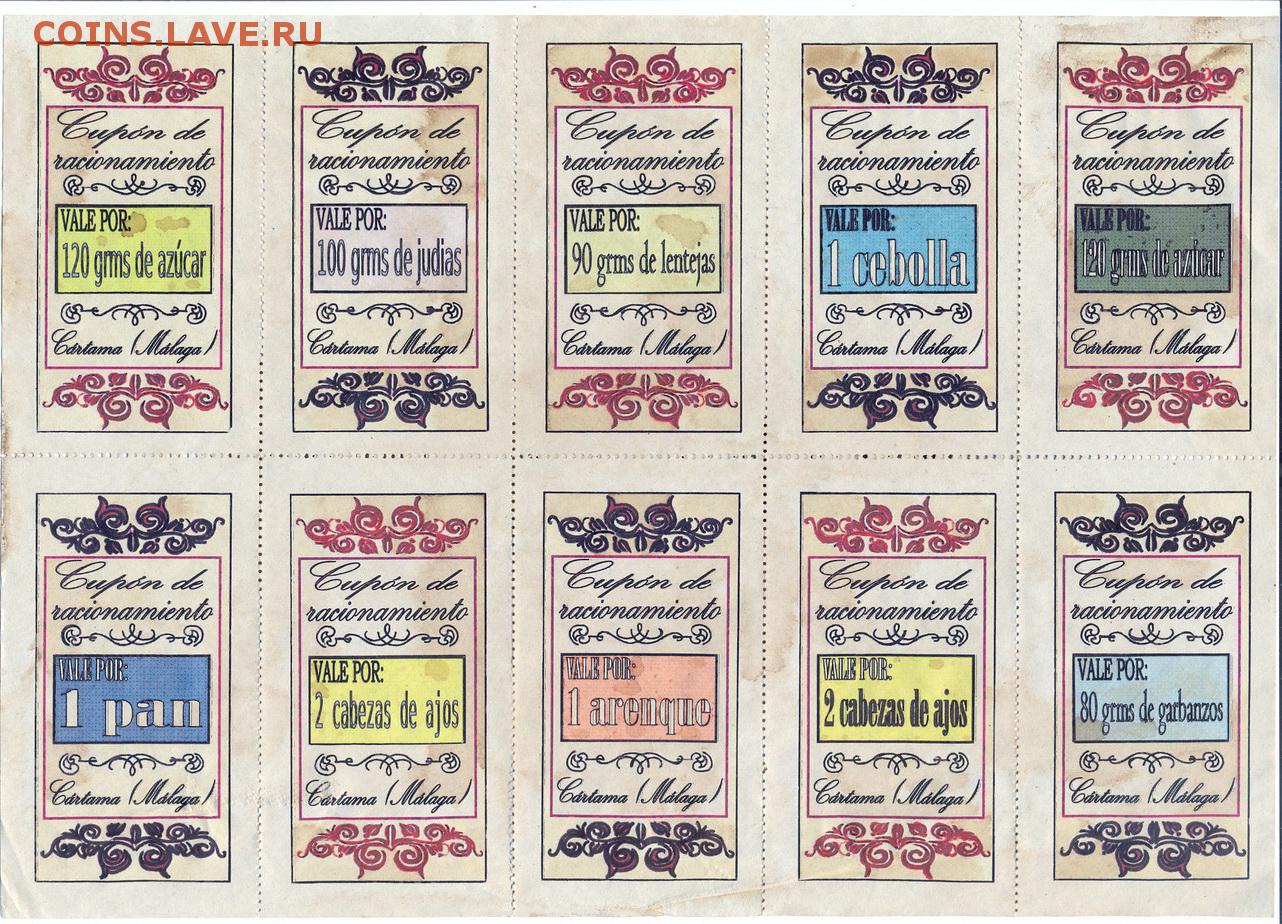 COINS.LAVE.RU
Cupón de
racionamiento
VALE POR:
120 grms de azúcar
Cártama (Málaga)
Cupón de
racionamiento
VALE POR:
100 grms de judias
Cártama (Málaga)
Cupón de
racionamiento
VALE POR:
90 grms de lentejas
Cártama (Málaga)
Cupón de
racionamiento
VALE POR:
1 cebolla
Cártama (Málaga)
Cupón de
racionamiento
VALE POR:
120 grms de azúcar
Cártama (Málaga)
Cupón de
racionamiento
VALE POR:
1 pan
Cártama (Málaga)
Cupón de
racionamiento
VALE POR:
2 cabezas de ajos
Cártama (Málaga)
Cupón de
racionamiento
VALE POR:
1 arenque
Cártama (Málaga)
Cupón de
racionamiento
VALE POR:
2 cabezas de ajos
Cártama (Málaga)
Cupón de
racionamiento
VALE POR:
80 grms de garbanzos
Cártama (Málaga)